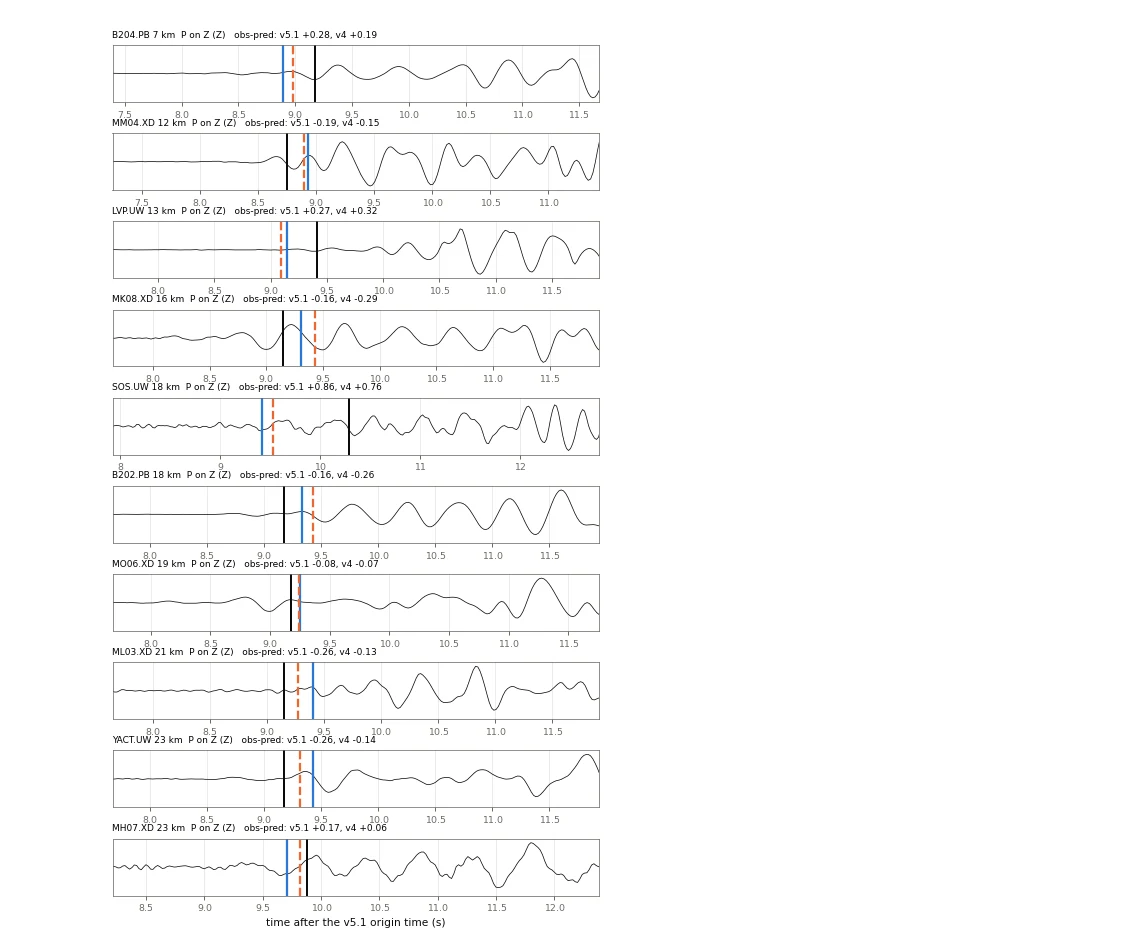 B204.PB 7 km  P on Z (Z)   obs-pred: v5.1 +0.28, v4 +0.19
7.5 8.0 8.5 9.0 9.5 10.0 10.5 11.0 11.5
MM04.XD 12 km  P on Z (Z)   obs-pred: v5.1 -0.19, v4 -0.15
7.5 8.0 8.5 9.0 9.5 10.0 10.5 11.0
LVP.UW 13 km  P on Z (Z)   obs-pred: v5.1 +0.27, v4 +0.32
8.0 8.5 9.0 9.5 10.0 10.5 11.0 11.5
MK08.XD 16 km  P on Z (Z)   obs-pred: v5.1 -0.16, v4 -0.29
8.0 8.5 9.0 9.5 10.0 10.5 11.0 11.5
SOS.UW 18 km  P on Z (Z)   obs-pred: v5.1 +0.86, v4 +0.76
8 9 10 11 12
B202.PB 18 km  P on Z (Z)   obs-pred: v5.1 -0.16, v4 -0.26
8.0 8.5 9.0 9.5 10.0 10.5 11.0 11.5
MO06.XD 19 km  P on Z (Z)   obs-pred: v5.1 -0.08, v4 -0.07
8.0 8.5 9.0 9.5 10.0 10.5 11.0 11.5
ML03.XD 21 km  P on Z (Z)   obs-pred: v5.1 -0.26, v4 -0.13
8.0 8.5 9.0 9.5 10.0 10.5 11.0 11.5
YACT.UW 23 km  P on Z (Z)   obs-pred: v5.1 -0.26, v4 -0.14
8.0 8.5 9.0 9.5 10.0 10.5 11.0 11.5
MH07.XD 23 km  P on Z (Z)   obs-pred: v5.1 +0.17, v4 +0.06
8.5 9.0 9.5 10.0 10.5 11.0 11.5 12.0
time after the v5.1 origin time (s)